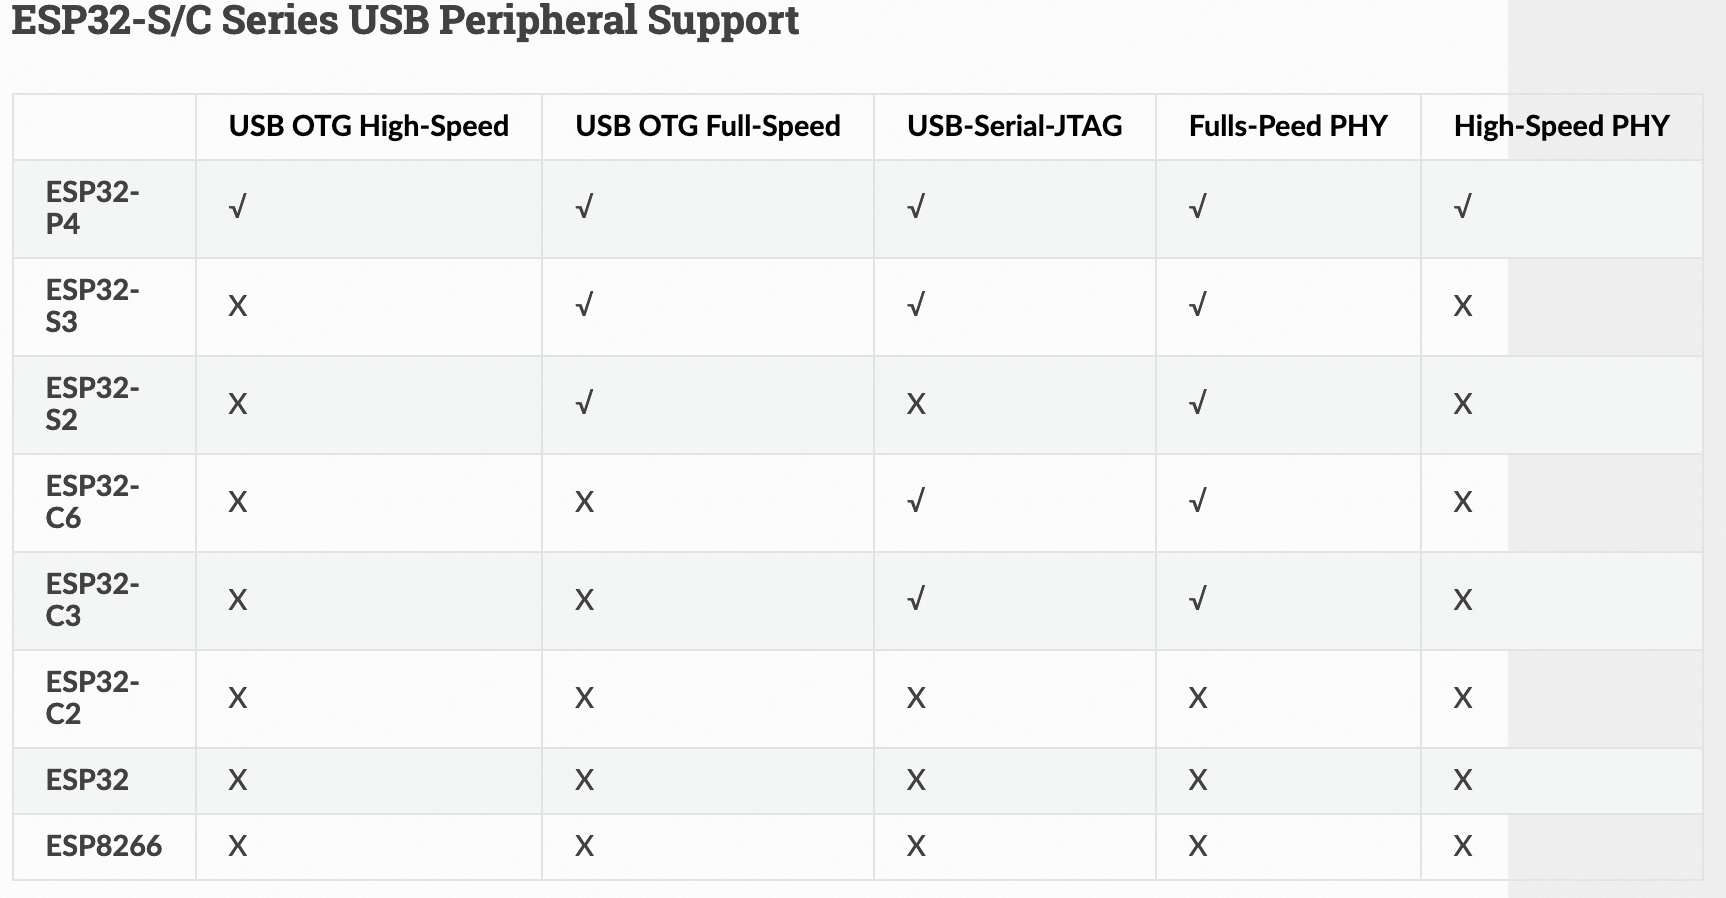 ESP32-S/C Series USB Peripheral Support
USB OTG High-Speed USB OTG Full-Speed USB-Serial-JTAG Fulls-Peed PHY High-Speed PHY
ESP32-
P4 √ √ √ √ √
ESP32-
S3 X √ √ √ X
ESP32-
S2 X √ X √ X
ESP32-
C6 X X √ √ X
ESP32-
C3 X X √ √ X
ESP32-
C2 X X X X X
ESP32 X X X X X
ESP8266 X X X X X